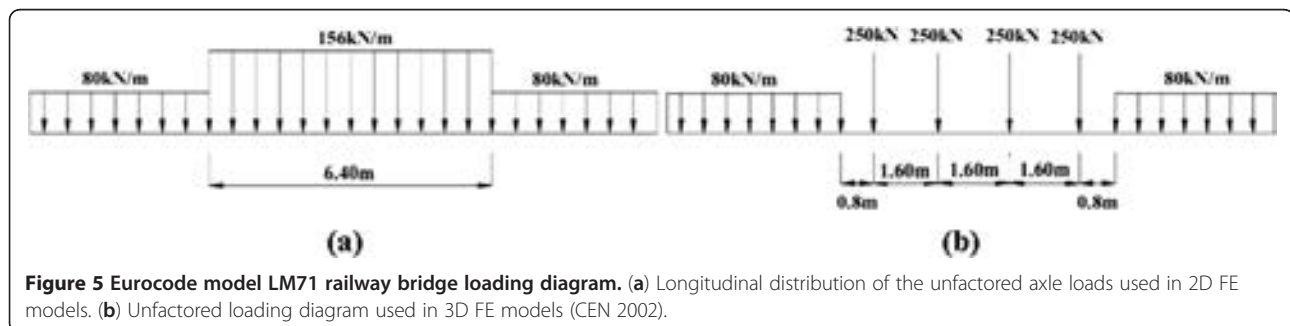 156kN/m
80kN/m
80kN/m
6.40m
(a)
250kN 250kN 250kN 250kN
80kN/m
80kN/m
1.60m 1.60m 1.60m
0.8m 0.8m
(b)
Figure 5 Eurocode model LM71 railway bridge loading diagram. (a) Longitudinal distribution of the unfactored axle loads used in 2D FE
models. (b) Unfactored loading diagram used in 3D FE models (CEN 2002).